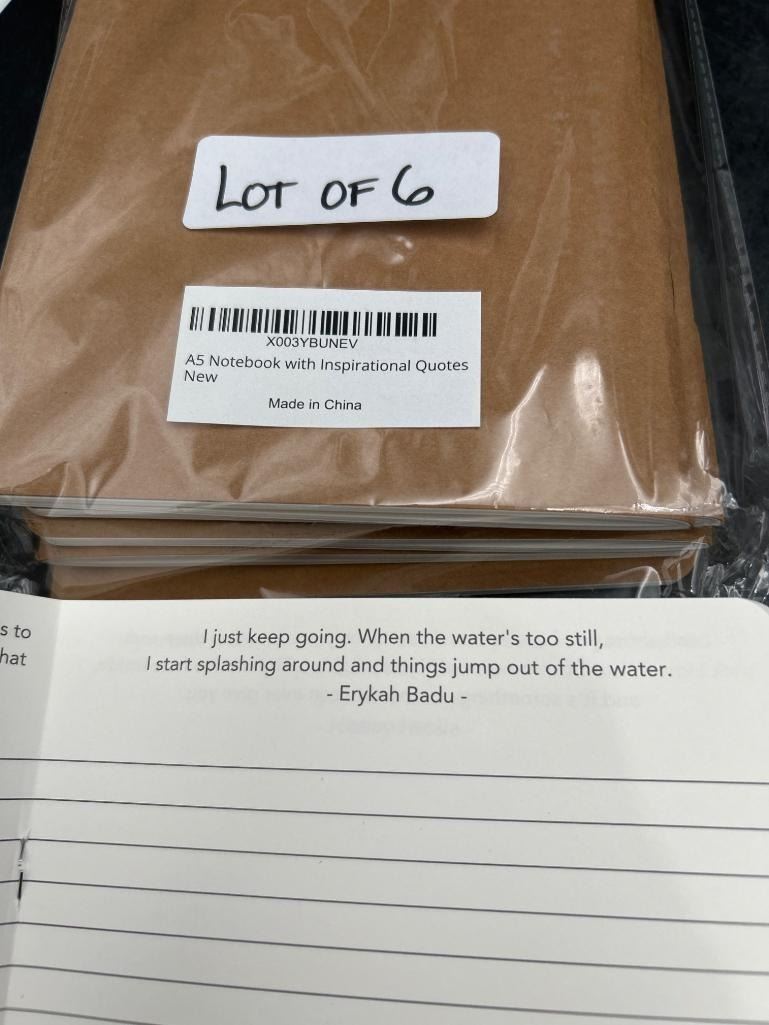 LOT OF 6
X003YBUNEV
A5 Notebook with Inspirational Quotes
New
Made in China
s to
hat
I just keep going. When the water's too still,
I start splashing around and things jump out of the water.
- Erykah Badu -